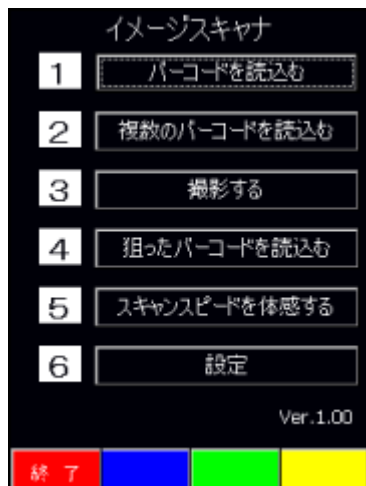 イメージスキャナ
1 バーコードを読込む
2 複数のバーコードを読込む
3 撮影する
4 狙ったバーコードを読込む
5 スキャンスピードを体感する
6 設定
Ver.1.00
終 了